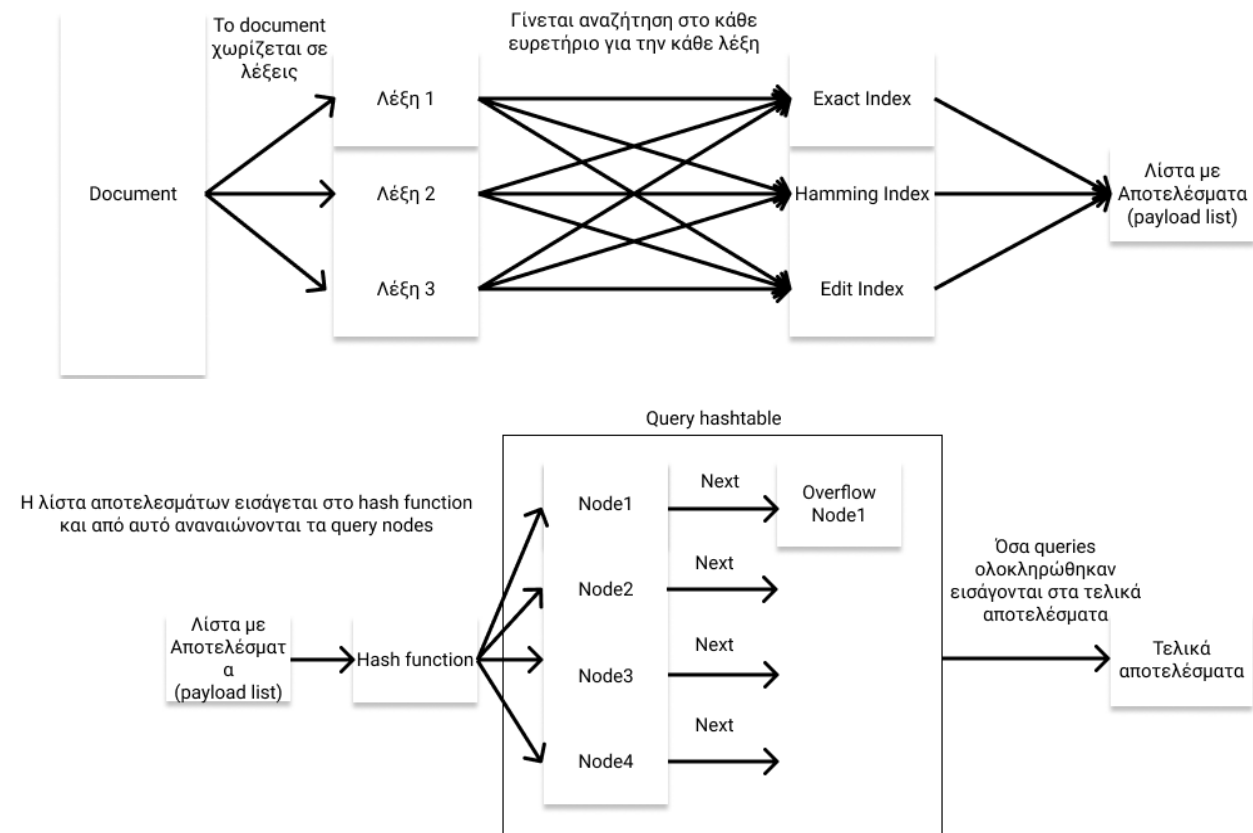 Το document
χωρίζεται σε
λέξεις
Γίνεται αναζήτηση στο κάθε
ευρετήριο για την κάθε λέξη
Document
Λέξη 1
Λέξη 2
Λέξη 3
Exact Index
Hamming Index
Edit Index
Λίστα με
Αποτελέσματα
(payload list)
Query hashtable
Η λίστα αποτελεσμάτων εισάγεται στο hash function
και από αυτό αναναιώνονται τα query nodes
Λίστα με
Αποτελέσματ
α
(payload list)
Hash function
Node1
Next
Overflow
Node1
Node2
Next
Node3
Next
Node4
Next
Όσα queries
ολοκληρώθηκαν
εισάγονται στα τελικά
αποτελέσματα
Τελικά
αποτελέσματα